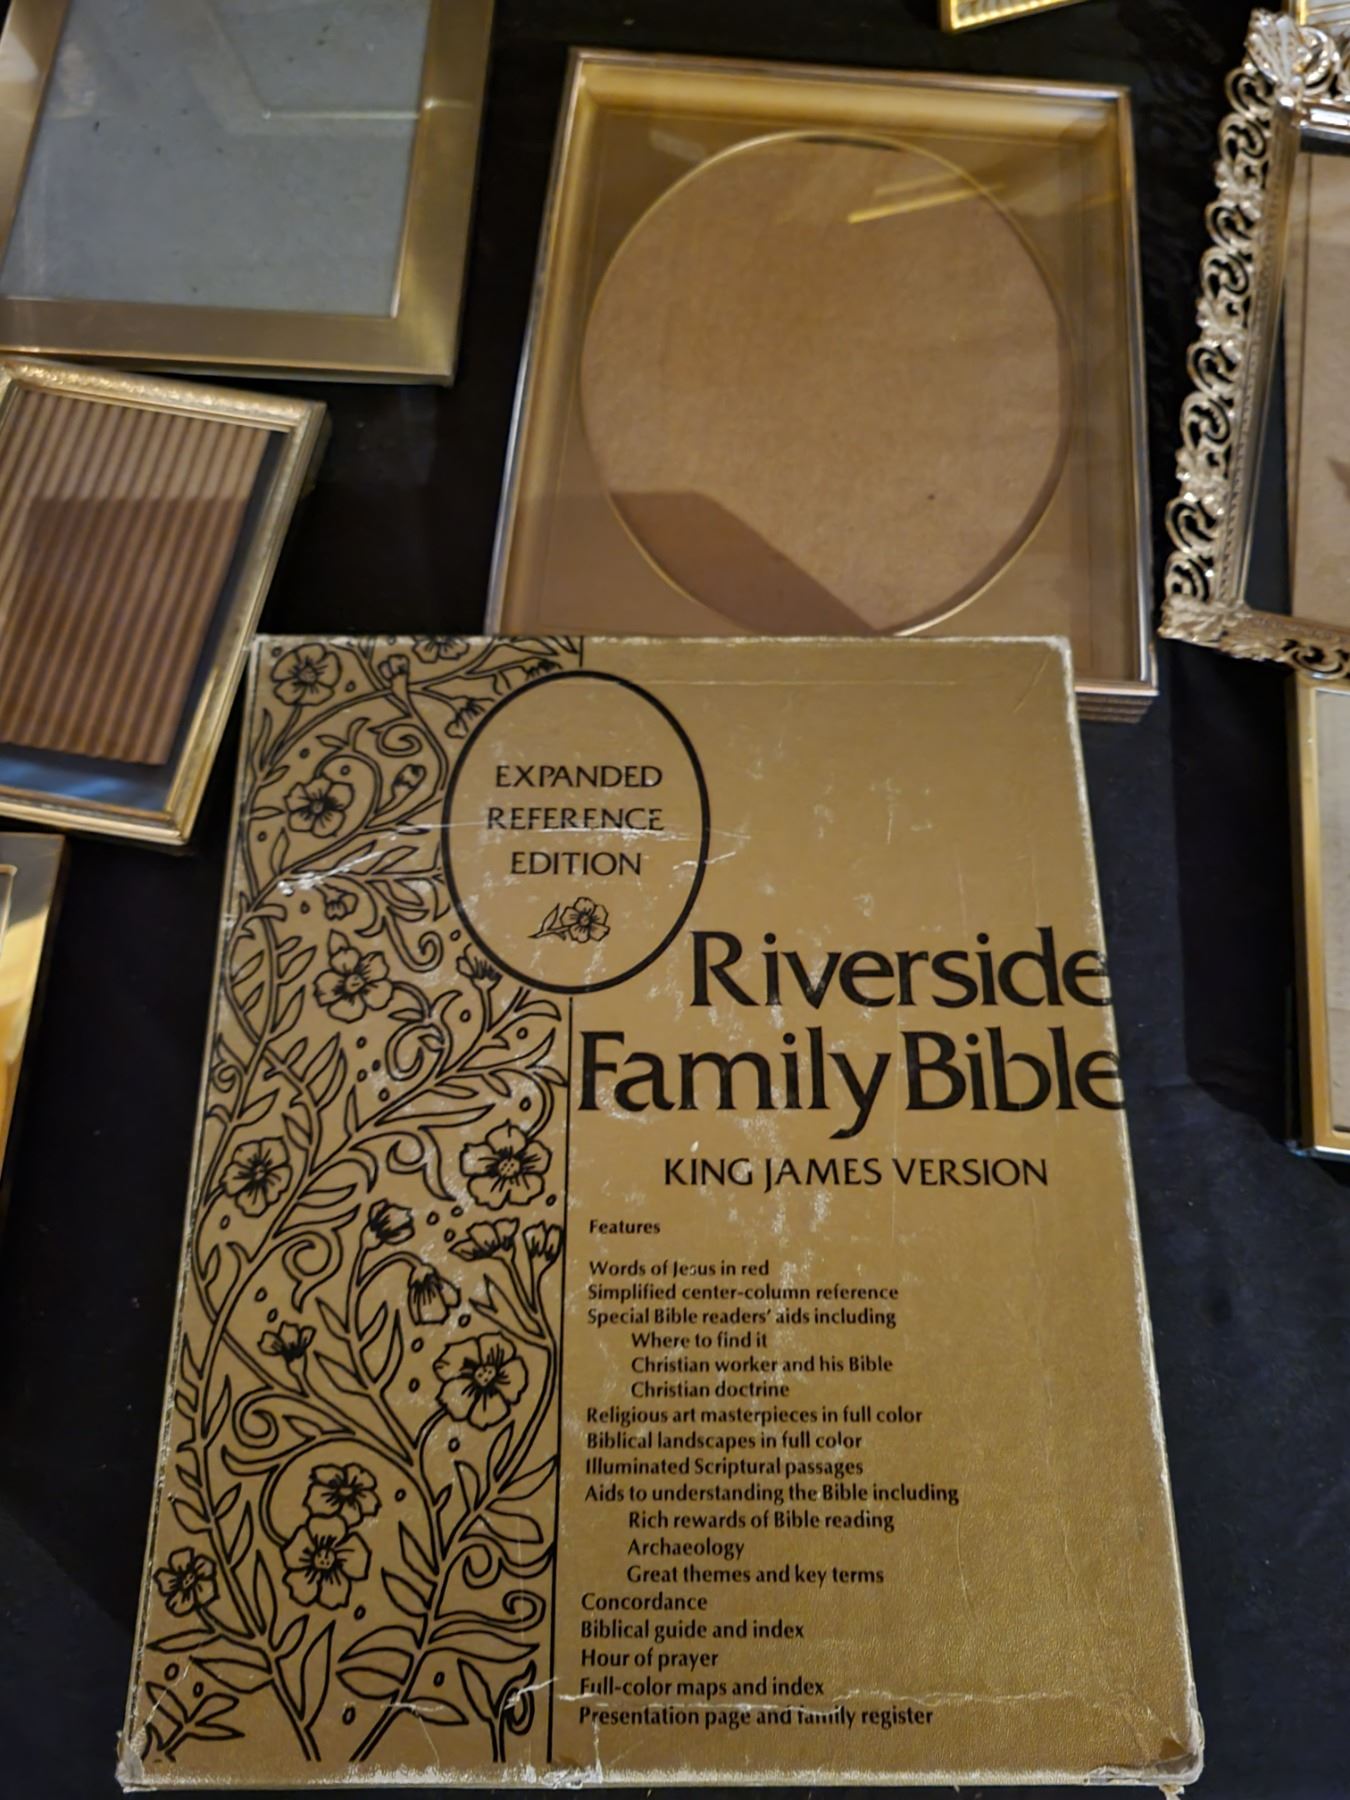 EXPANDED
REFERENCE
EDITION
Riverside
Family Bible
KING JAMES VERSION
Features
Words of Jesus in red
Simplified center-column reference
Special Bible readers' aids including
Where to find it
Christian worker and his Bible
Christian doctrine
Religious art masterpieces in full color
Biblical landscapes in full color
Illuminated Scriptural passages
Aids to understanding the Bible including
Rich rewards of Bible reading
Archaeology
Great themes and key terms
Concordance
Biblical guide and index
Hour of prayer
Full-color maps and index
Presentation page and family register